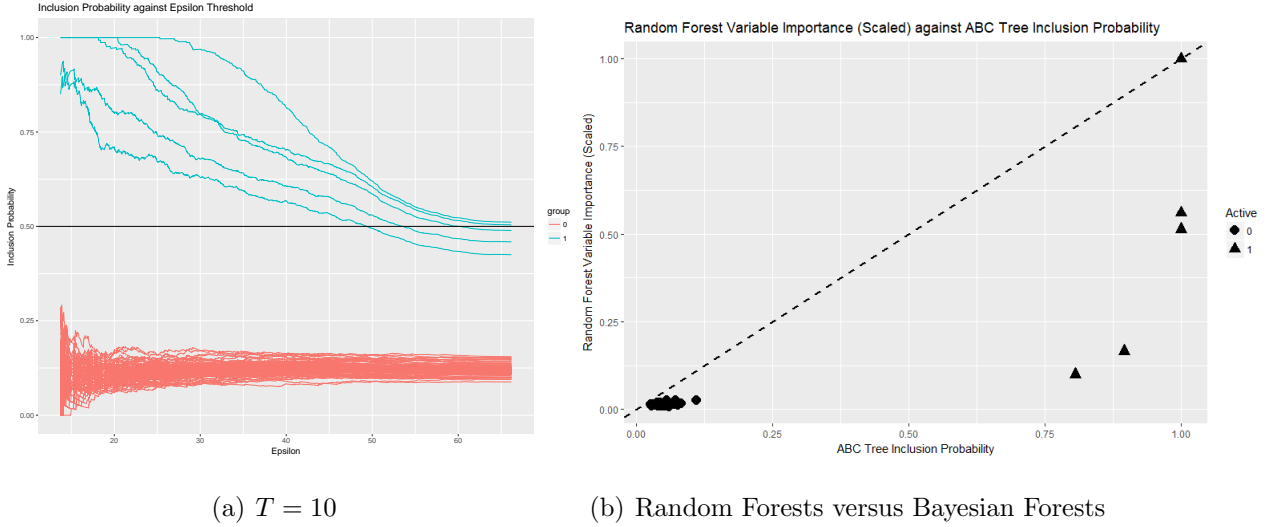 Inclusion Probability against Epsilon Threshold
Inclusion Probability
1.00
0.75
0.50
0.25
0.00
20
30
40
50
60
Epsilon
group
0
1
Random Forest Variable Importance (Scaled) against ABC Tree Inclusion Probability
Random Forest Variable Importance (Scaled)
1.00
0.75
0.50
0.25
0.00
0.00
0.25
0.50
0.75
1.00
ABC Tree Inclusion Probability
Active
0
1
(a) T = 10
(b) Random Forests versus Bayesian Forests